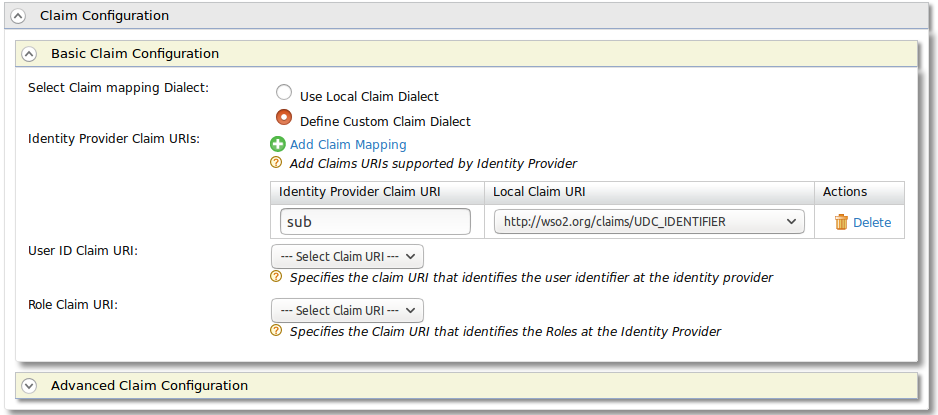 Claim Configuration
Basic Claim Configuration
Select Claim mapping Dialect:
Use Local Claim Dialect
Define Custom Claim Dialect
Identity Provider Claim URIs:
Add Claim Mapping
Add Claims URIs supported by Identity Provider
Identity Provider Claim URI Local Claim URI Actions
sub http://wso2.org/claims/UDC_IDENTIFIER Delete
User ID Claim URI: --- Select Claim URI ---
Specifies the claim URI that identifies the user identifier at the identity provider
Role Claim URI: --- Select Claim URI ---
Specifies the Claim URI that identifies the Roles at the Identity Provider
Advanced Claim Configuration